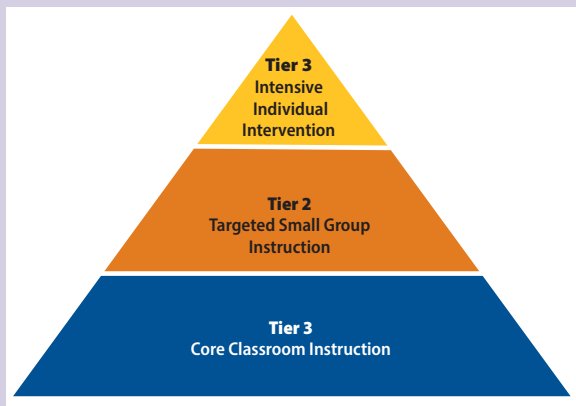 Tier 3
Intensive
Individual
Intervention
Tier 2
Targeted Small Group
Instruction
Tier 3
Core Classroom Instruction